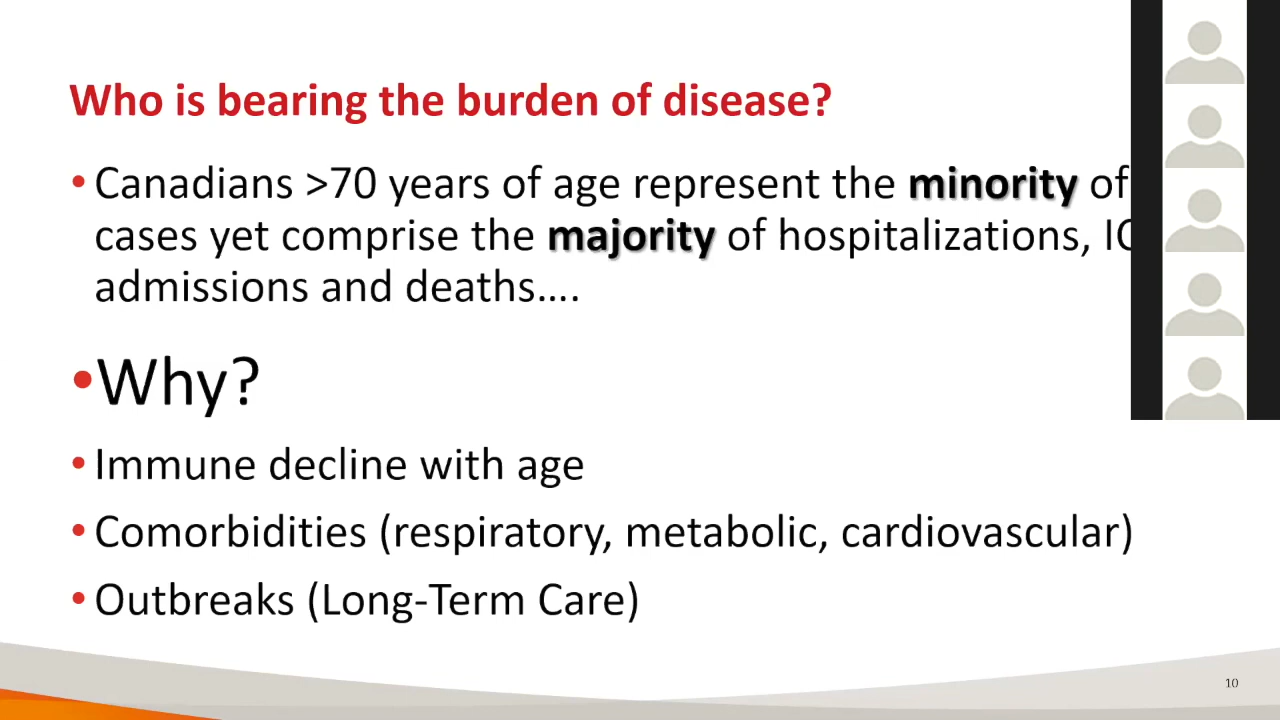 Who is bearing the burden of disease?
• Canadians >70 years of age represent the minority of
cases yet comprise the majority of hospitalizations,
admissions and deaths….
•Why?
• Immune decline with age
• Comorbidities (respiratory, metabolic, cardiovascular)
• Outbreaks (Long-Term Care)
10